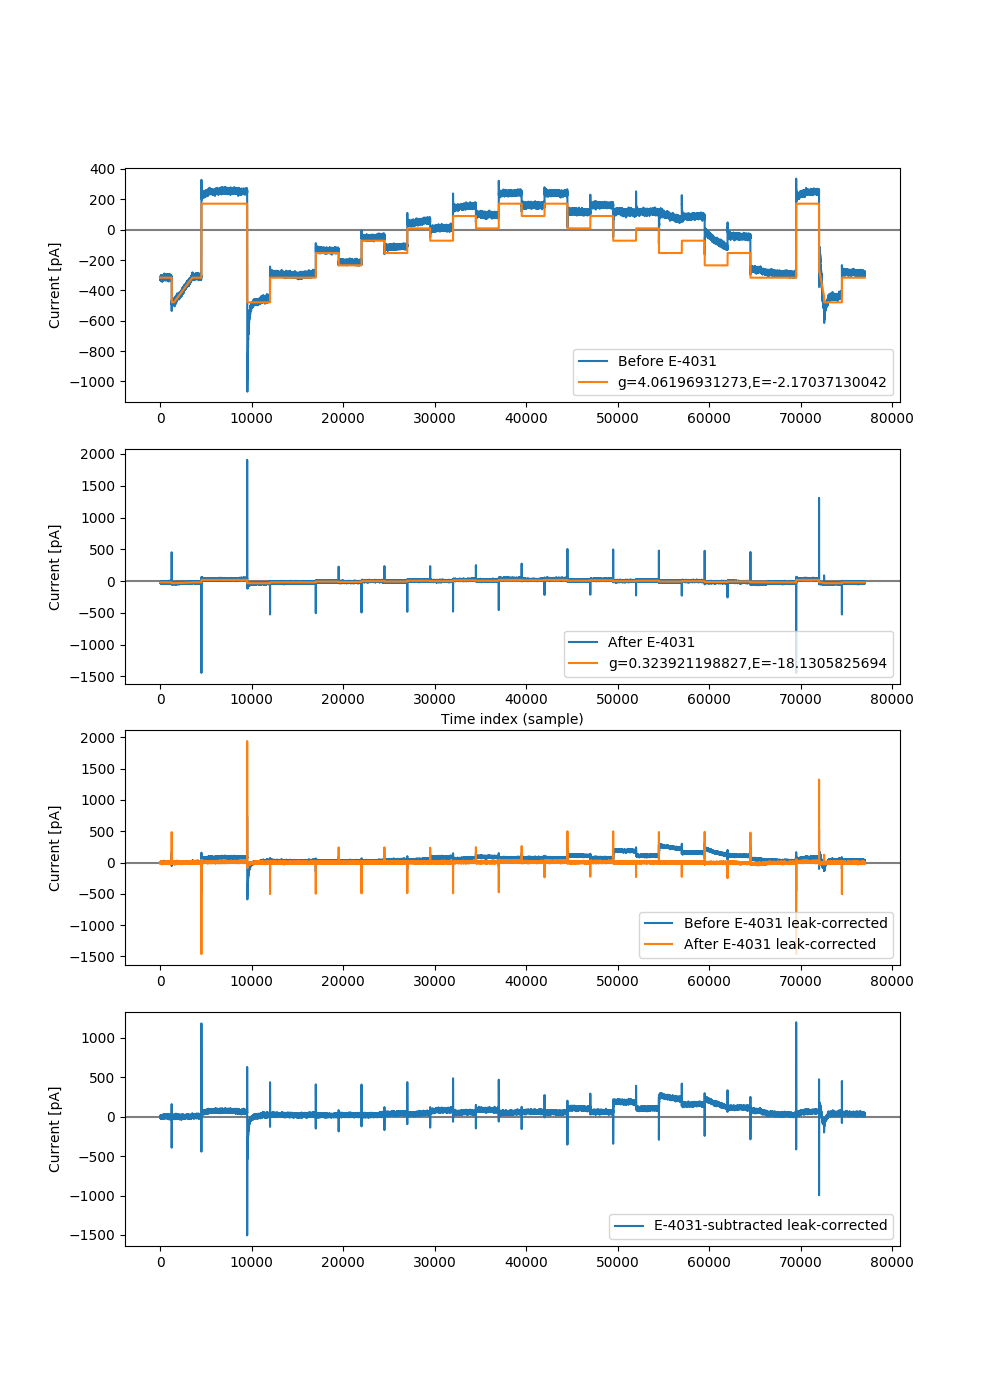 400
200
0
−200
−400
−600
−800
−1000
Current [pA]
Before E-4031
g=4.06196931273,E=-2.17037130042
0 10000 20000 30000 40000 50000 60000 70000 80000
2000
1500
1000
500
0
−500
−1000
−1500
Current [pA]
After E-4031
g=0.323921198827,E=-18.1305825694
0 10000 20000 30000 40000 50000 60000 70000 80000
Time index (sample)
2000
1500
1000
500
0
−500
−1000
−1500
Current [pA]
Before E-4031 leak-corrected
After E-4031 leak-corrected
0 10000 20000 30000 40000 50000 60000 70000 80000
1000
500
0
−500
−1000
−1500
Current [pA]
E-4031-subtracted leak-corrected
0 10000 20000 30000 40000 50000 60000 70000 80000